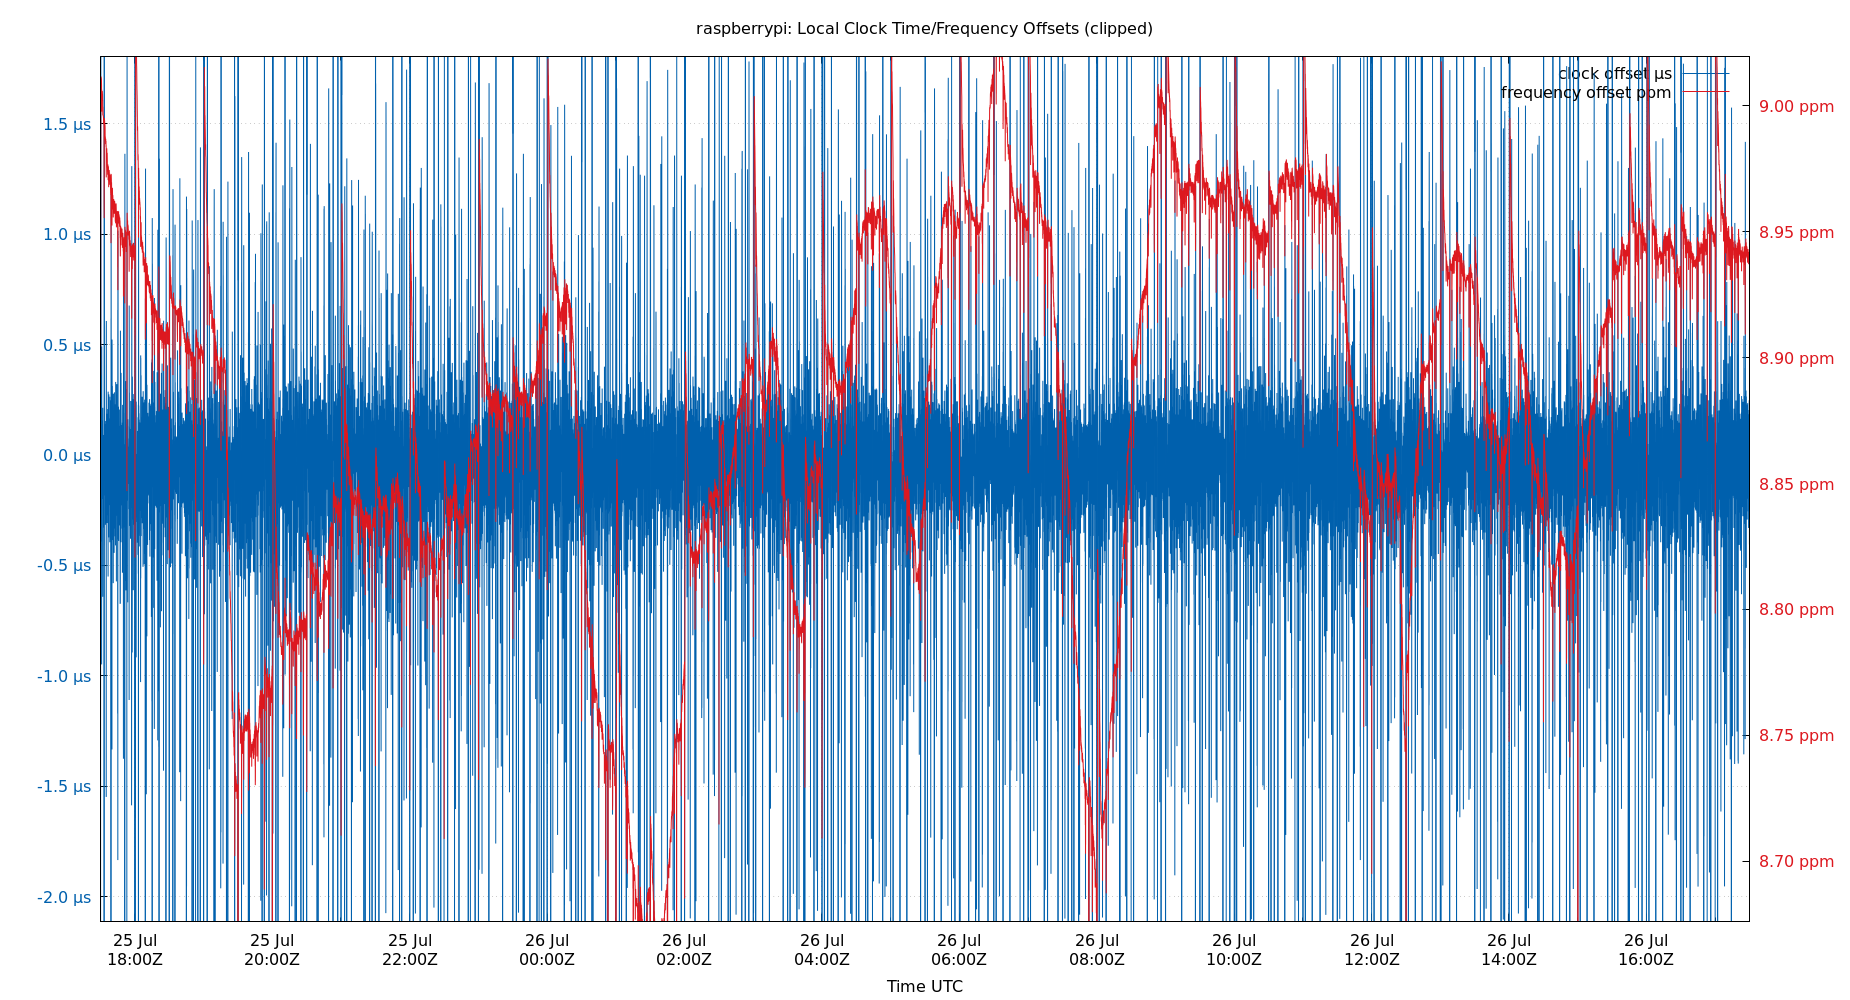 raspberrypi: Local Clock Time/Frequency Offsets (clipped)
clock offset µs
frequency offset ppm
1.5 µs
1.0 µs
0.5 µs
0.0 µs
-0.5 µs
-1.0 µs
-1.5 µs
-2.0 µs
9.00 ppm
8.95 ppm
8.90 ppm
8.85 ppm
8.80 ppm
8.75 ppm
8.70 ppm
25 Jul 25 Jul 25 Jul 26 Jul 26 Jul 26 Jul 26 Jul 26 Jul 26 Jul 26 Jul 26 Jul 26 Jul
18:00Z 20:00Z 22:00Z 00:00Z 02:00Z 04:00Z 06:00Z 08:00Z 10:00Z 12:00Z 14:00Z 16:00Z
Time UTC